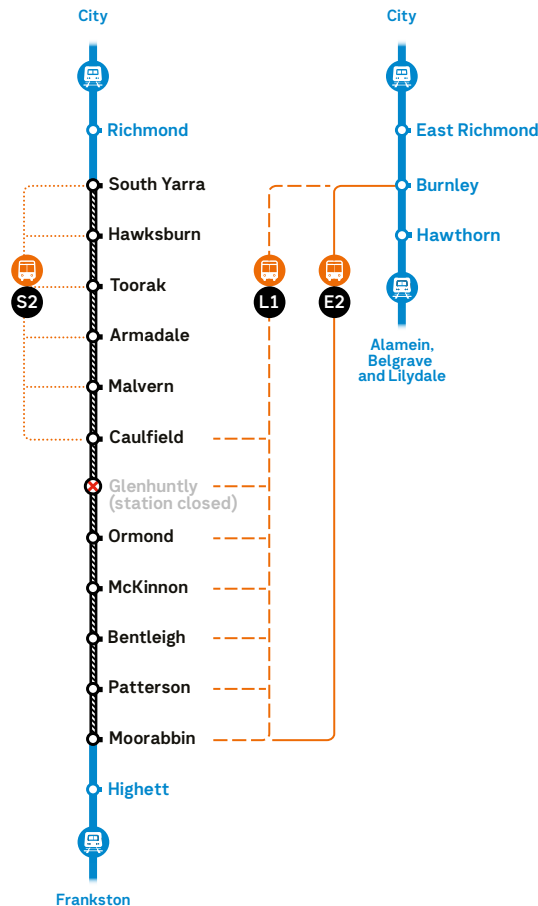 City
City
Richmond
East Richmond
South Yarra
Burnley
Hawksburn
Hawthorn
Toorak
S2
L1
E2
Armadale
Alamein,
Belgrave
and Lilydale
Malvern
Caulfield
Glenhuntly
(station closed)
Ormond
McKinnon
Bentleigh
Patterson
Moorabbin
Highett
Frankston